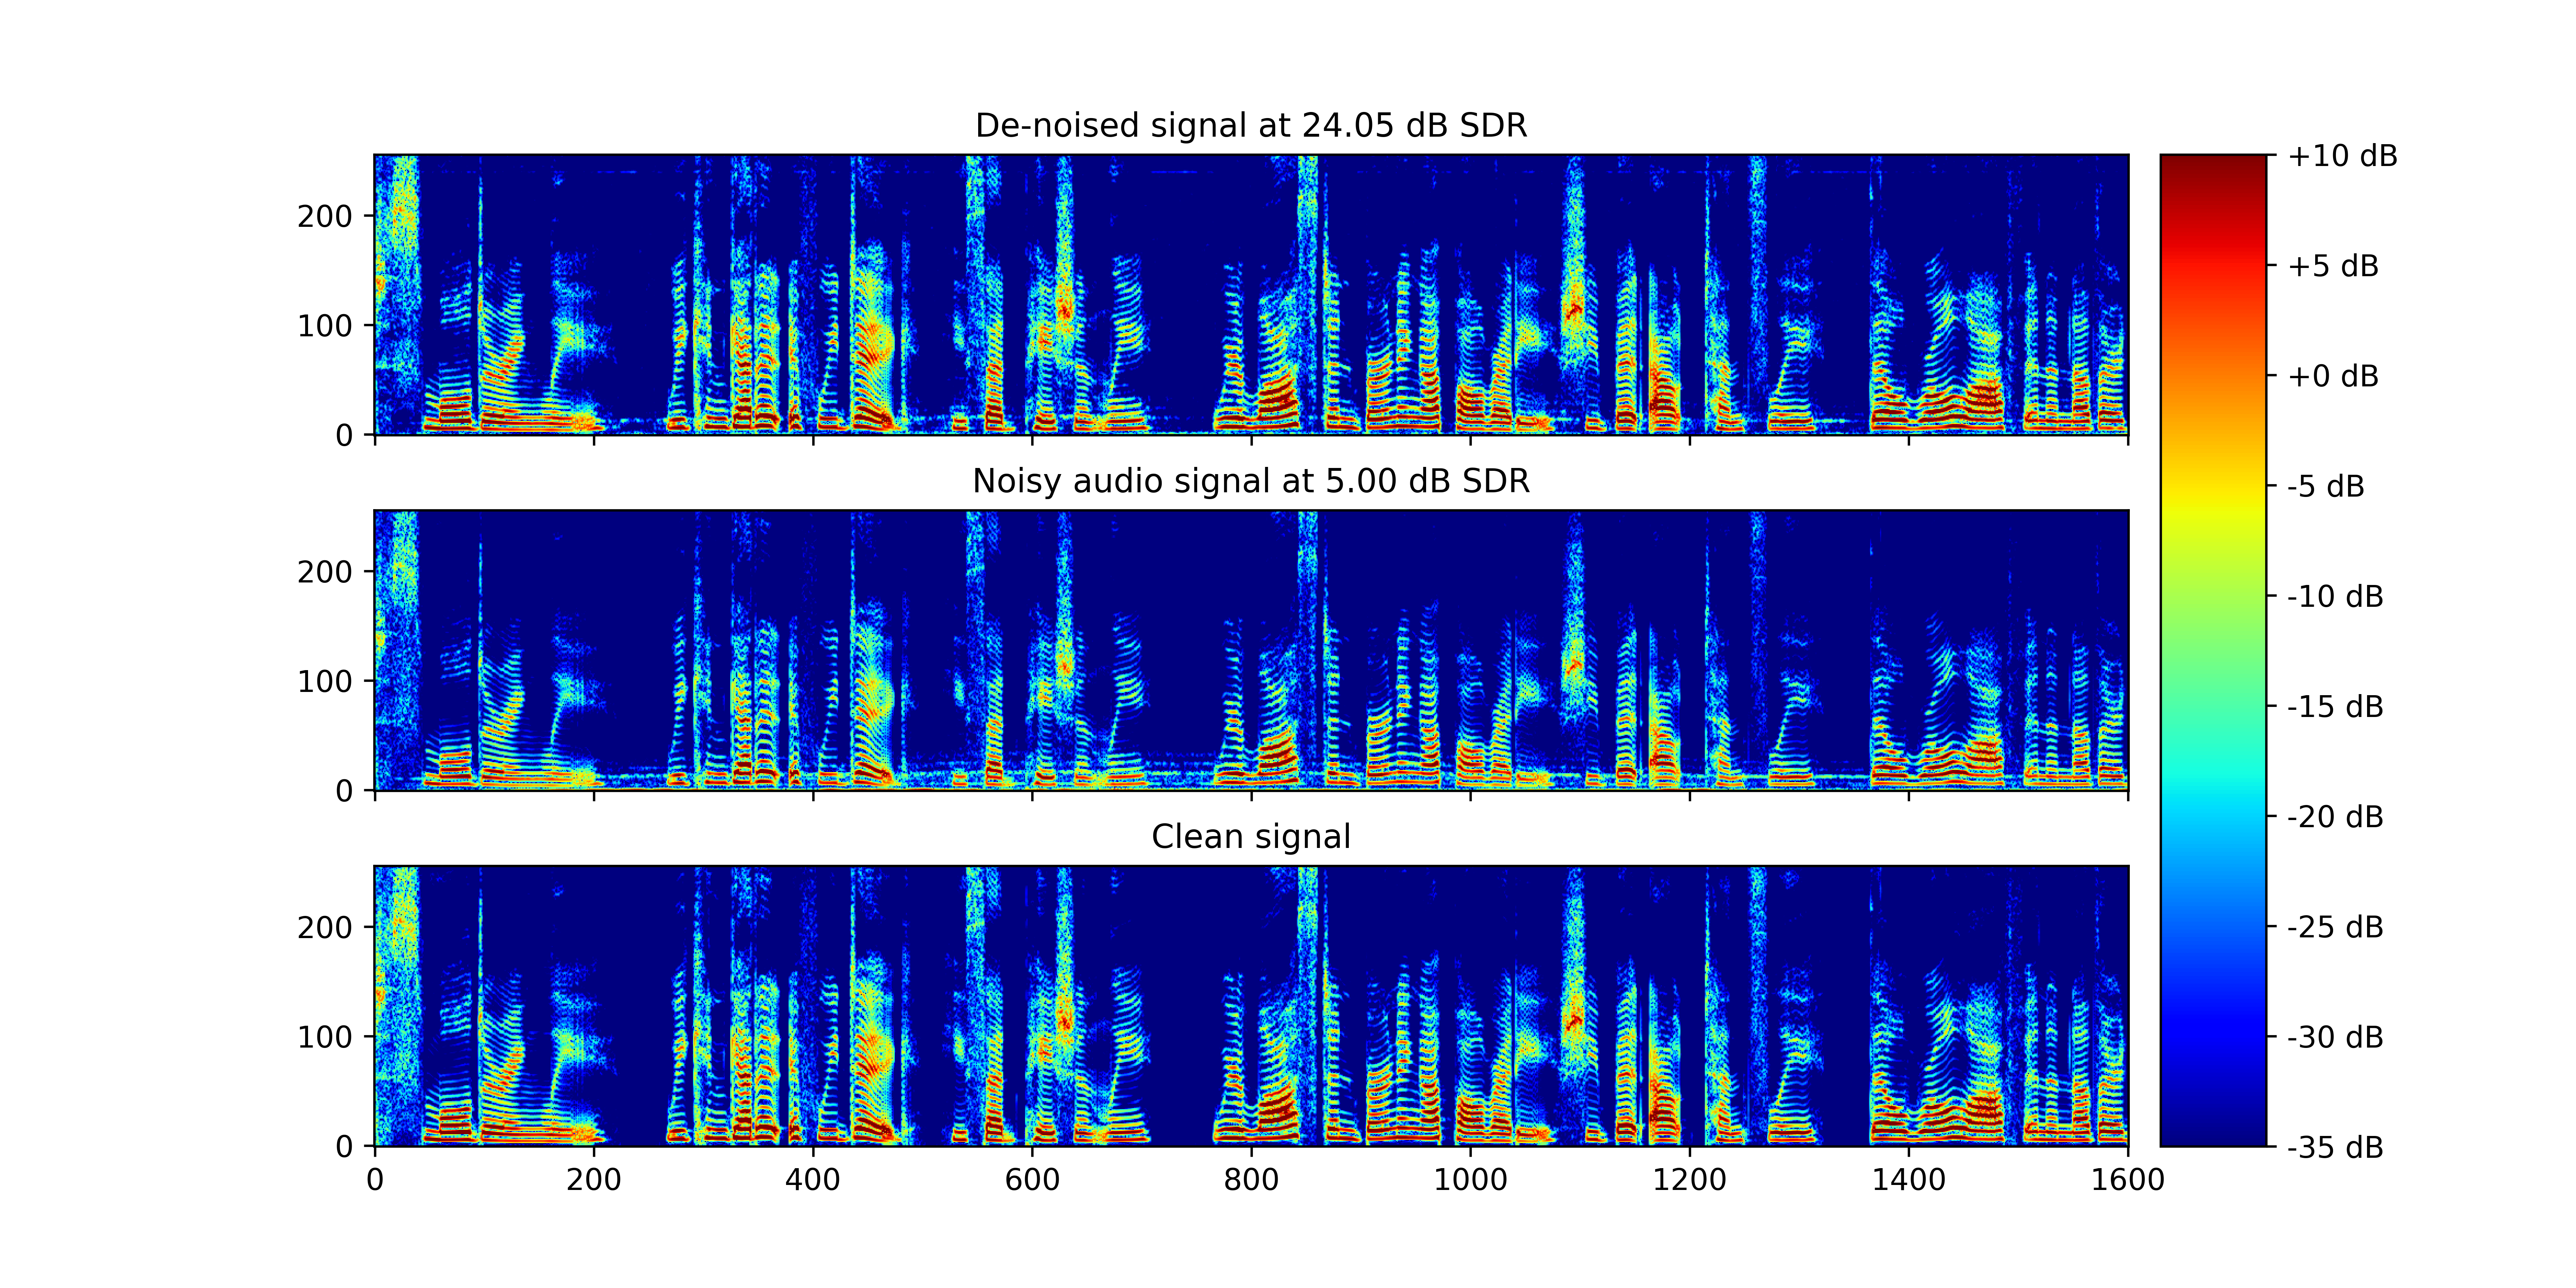 De-noised signal at 24.05 dB SDR
200
100
0
Noisy audio signal at 5.00 dB SDR
200
100
0
Clean signal
200
100
0
0 200 400 600 800 1000 1200 1400 1600
+10 dB
+5 dB
+0 dB
-5 dB
-10 dB
-15 dB
-20 dB
-25 dB
-30 dB
-35 dB